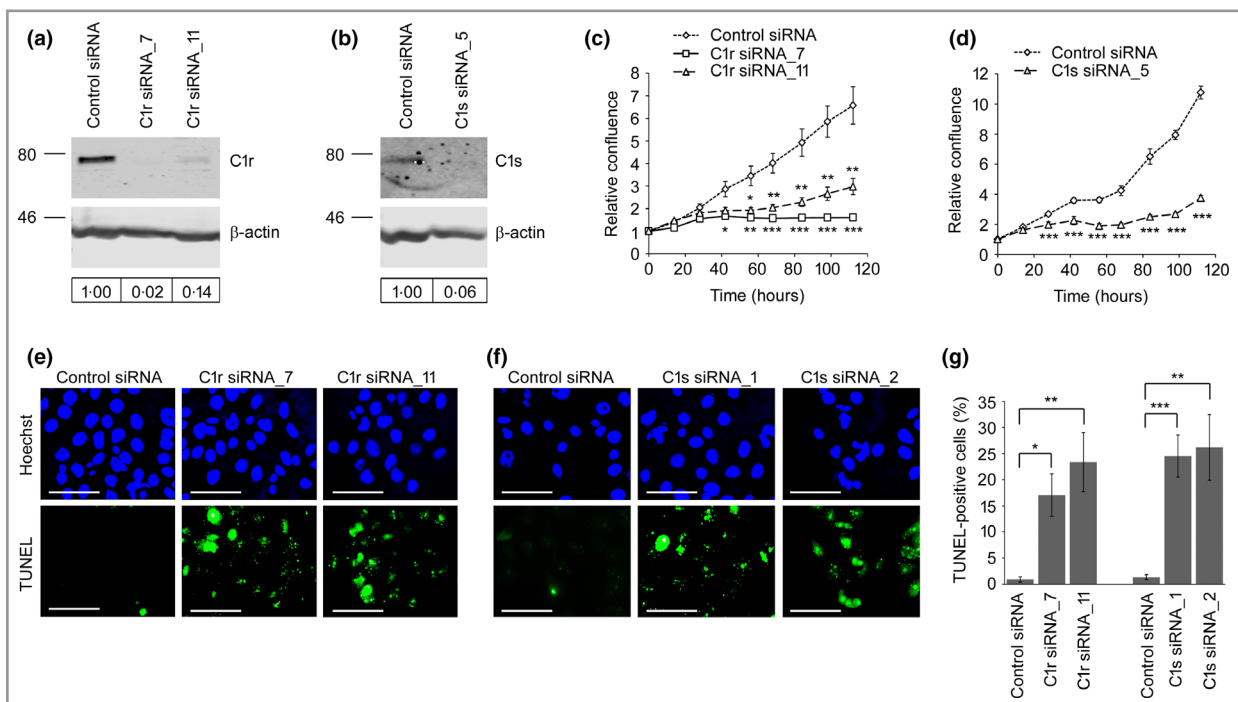 (a)
Control siRNA
C1r siRNA_7
C1r siRNA_11
80
C1r
46
β-actin
1·00 0·02 0·14
(b)
Control siRNA
C1s siRNA_5
80
C1s
46
β-actin
1·00 0·06
(c)
Control siRNA
C1r siRNA_7
C1r siRNA_11
Relative confluence
8
7
6
5
4
3
2
1
0
* ** ** ** **
* ** *** *** *** ***
0 20 40 60 80 100 120
Time (hours)
(d)
Control siRNA
C1s siRNA_5
Relative confluence
12
10
8
6
4
2
0
*** *** *** *** *** *** ***
0 20 40 60 80 100 120
Time (hours)
(e)
Control siRNA C1r siRNA_7 C1r siRNA_11
Hoechst
TUNEL
(f)
Control siRNA C1s siRNA_1 C1s siRNA_2
(g)
TUNEL-positive cells (%)
35
30
25
20
15
10
5
0
**
*
**
***
Control siRNA
C1r siRNA_7
C1r siRNA_11
Control siRNA
C1s siRNA_1
C1s siRNA_2